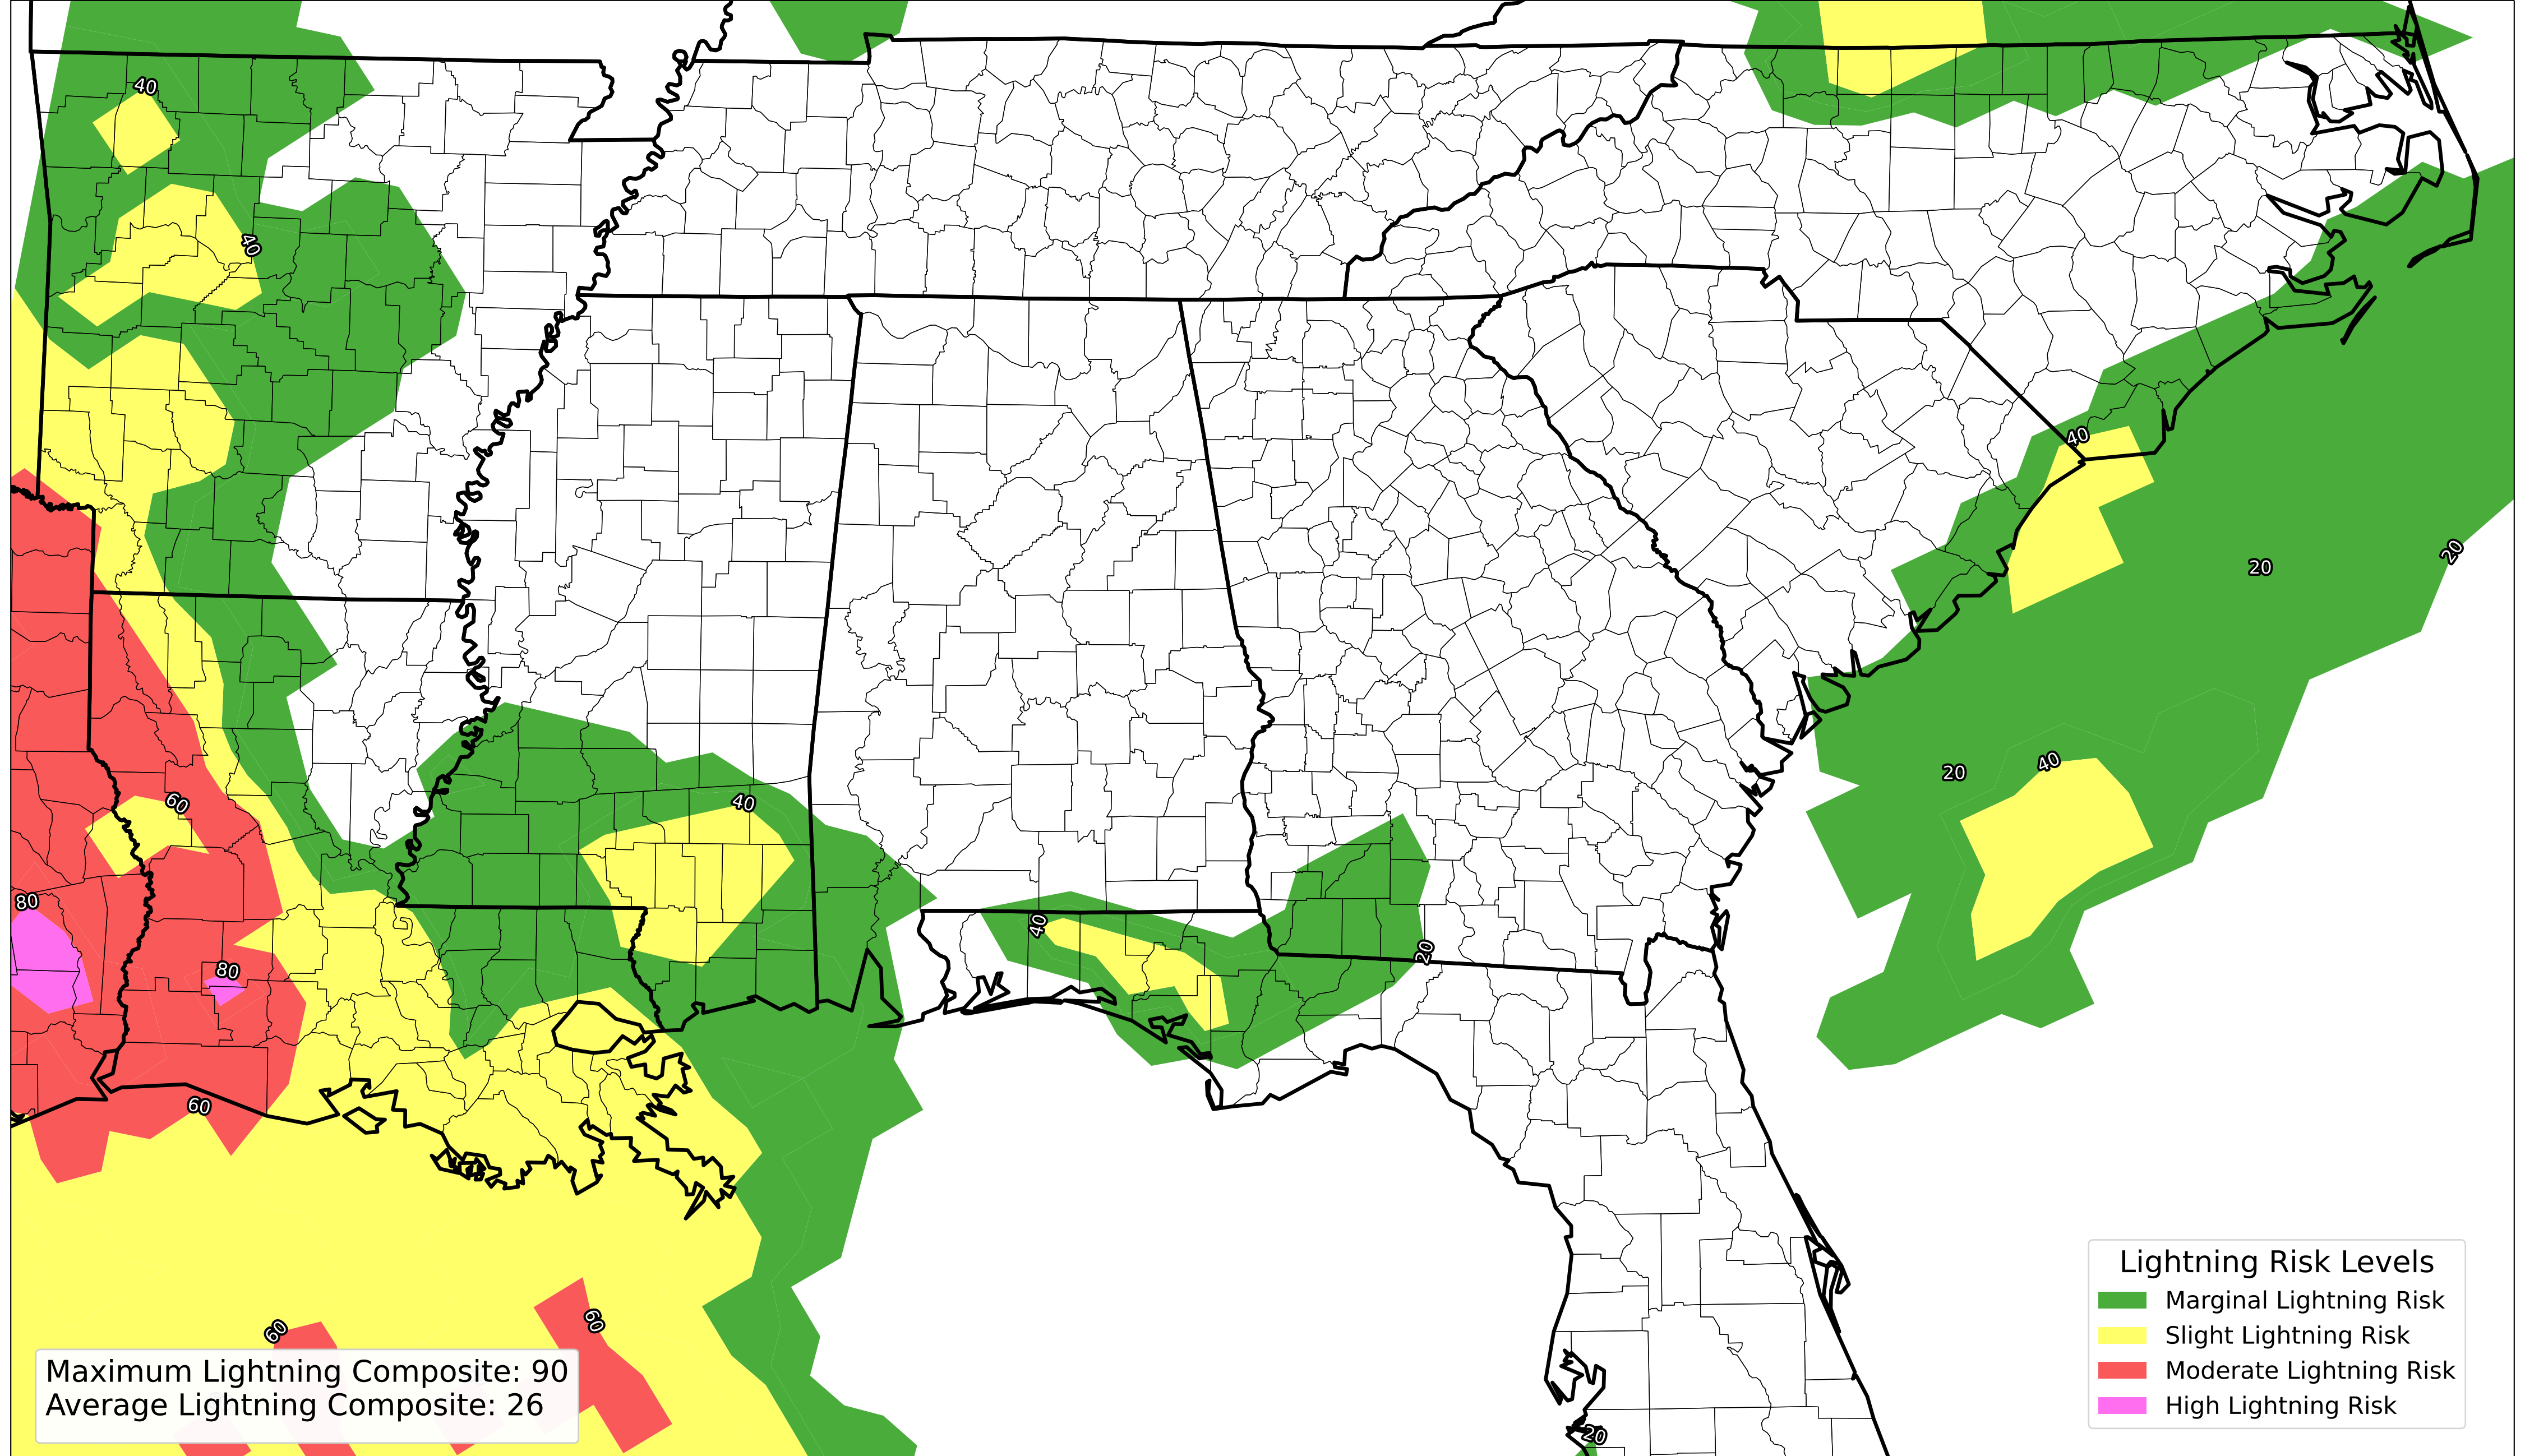 40
40
40
20
20
40
20
40
60
80
40
40
20
80
60
60
60
20
Lightning Risk Levels
Marginal Lightning Risk
Slight Lightning Risk
Moderate Lightning Risk
High Lightning Risk
Maximum Lightning Composite: 90
Average Lightning Composite: 26